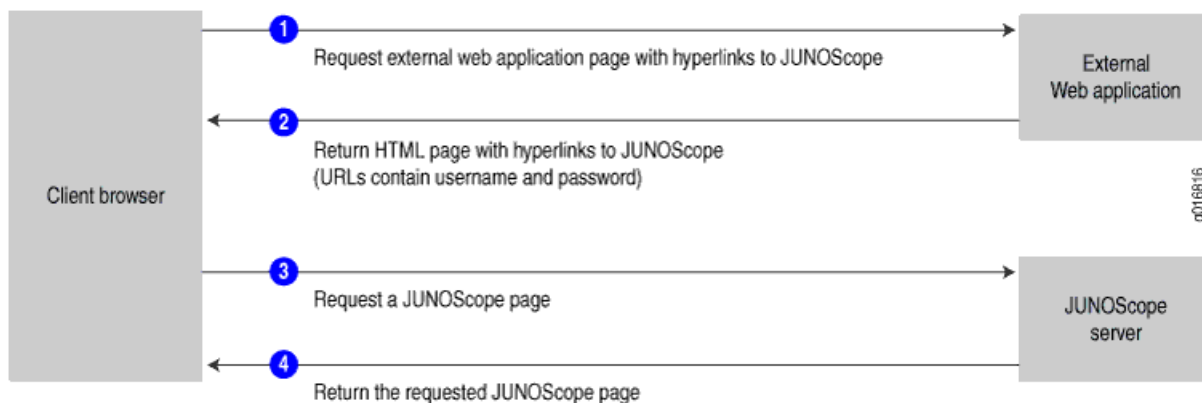 1
Request external web application page with hyperlinks to JUNOScope
External
Web application
2
Return HTML page with hyperlinks to JUNOScope
(URLs contain username and password)
Client browser
g016816
3
Request a JUNOScope page
JUNOScope
server
4
Return the requested JUNOScope page